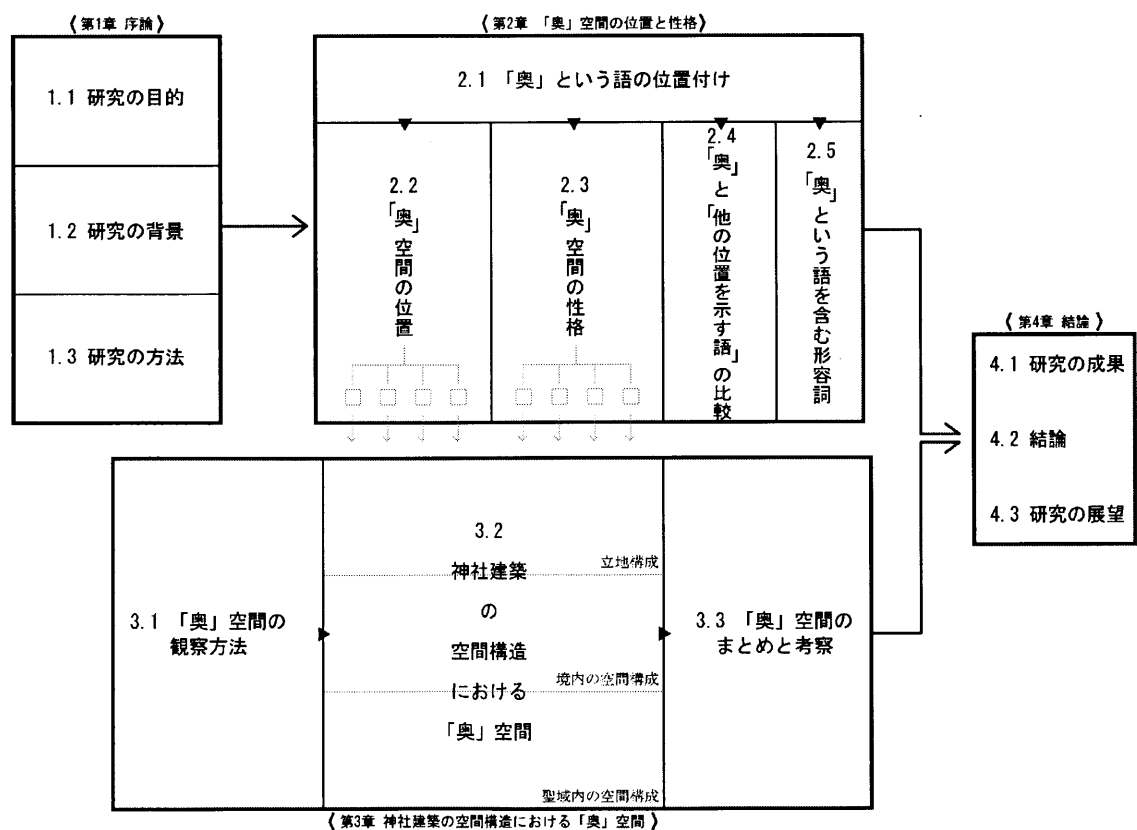 《 第1章 序論 》
1.1 研究の目的
1.2 研究の背景
1.3 研究の方法
《 第2章 「奥」空間の位置と性格》
2.1 「奥」という語の位置付け
2.2
「奥」空間の位置
2.3
「奥」空間の性格
2.4
「奥」と「他の位置を示す語」の比較
2.5
「奥」という語を含む形容詞
3.1 「奥」空間の
観察方法
3.2
神社建築
の
空間構造
における
「奥」空間
立地構成
境内の空間構成
聖域内の空間構成
3.3 「奥」空間の
まとめと考察
《 第3章 神社建築の空間構造における「奥」空間 》
《 第4章 結論 》
4.1 研究の成果
4.2 結論
4.3 研究の展望